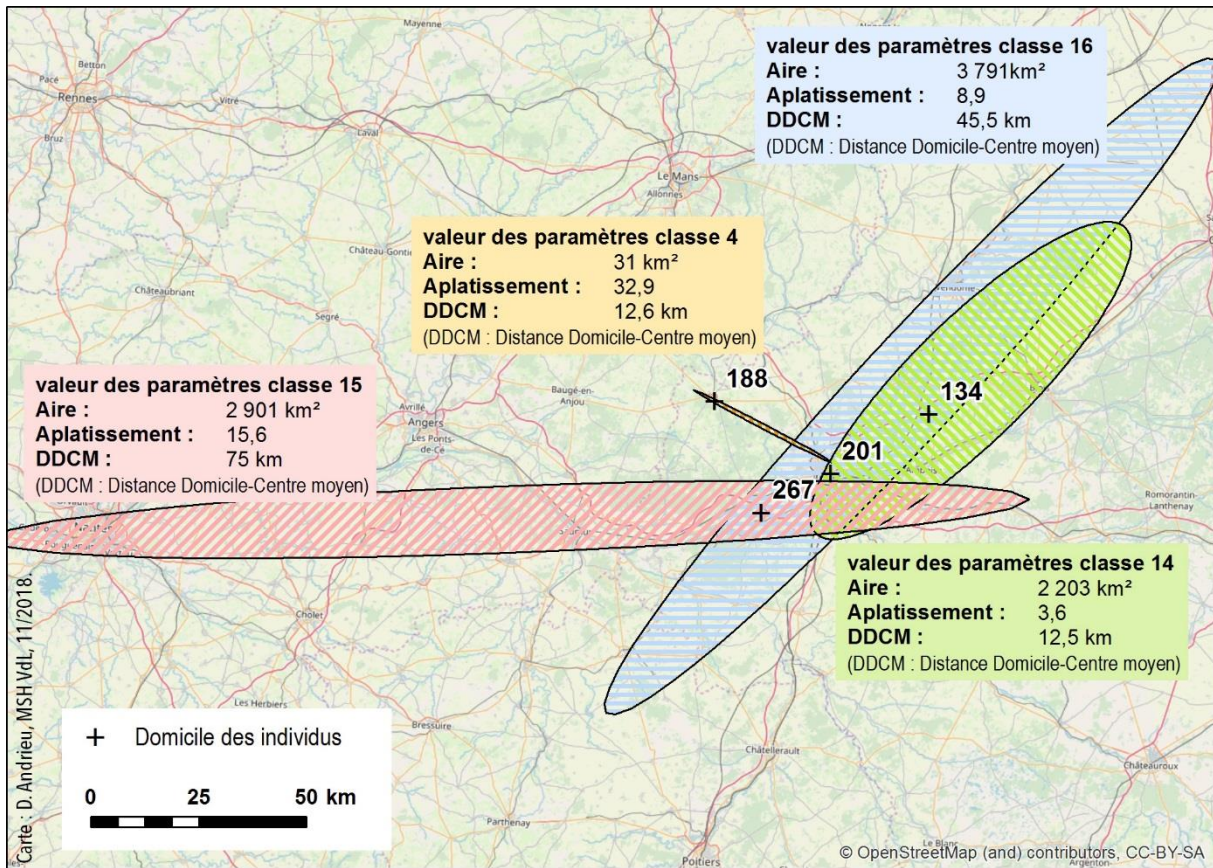 Mayenne
Betton
Pacé
Rennes
Vitré
Bruz
Laval
Le Mans
Allonnes
valeur des paramètres classe 16
Aire : 3 791km²
Aplatissement : 8,9
DDCM : 45,5 km
(DDCM : Distance Domicile-Centre moyen)
Château-Gontier
Châteaubriant
Segré
valeur des paramètres classe 4
Aire : 31 km²
Aplatissement : 32,9
DDCM : 12,6 km
(DDCM : Distance Domicile-Centre moyen)
valeur des paramètres classe 15
Aire : 2 901 km²
Aplatissement : 15,6
DDCM : 75 km
(DDCM : Distance Domicile-Centre moyen)
Avrillé
Angers
Les Ponts-
de-Cé
Baugé-en-
Anjou
188
134
201
267
Romorantin-
Lanthenay
valeur des paramètres classe 14
Aire : 2 203 km²
Aplatissement : 3,6
DDCM : 12,5 km
(DDCM : Distance Domicile-Centre moyen)
Cholet
Les Herbiers
Bressuire
Châtellerault
Châteauroux
Parthenay
Poitiers
Le Blanc
Argenton-
Domicile des individus
0 25 50 km
Carte : D. Andrieu, MSH VdL, 11/2018.
© OpenStreetMap (and) contributors, CC-BY-SA